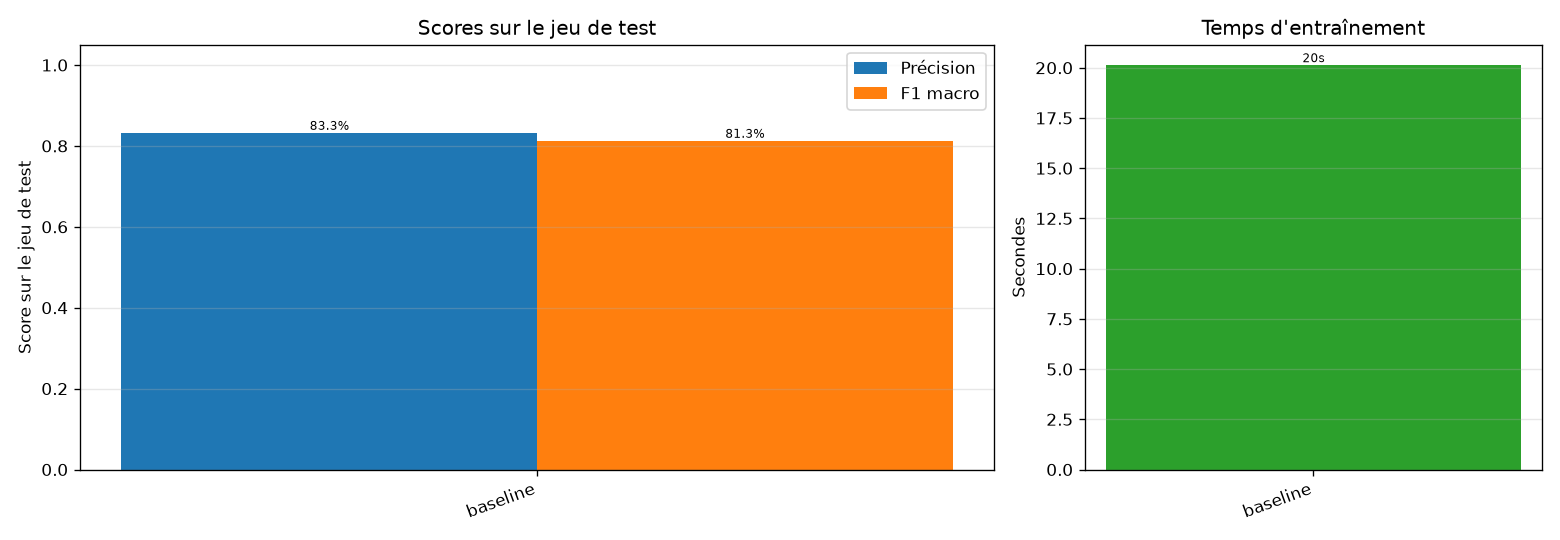 Scores sur le jeu de test
Score sur le jeu de test
1.0
0.8
0.6
0.4
0.2
0.0
83.3%
81.3%
Précision
F1 macro
baseline
Temps d'entraînement
Secondes
20.0
17.5
15.0
12.5
10.0
7.5
5.0
2.5
0.0
20s
baseline